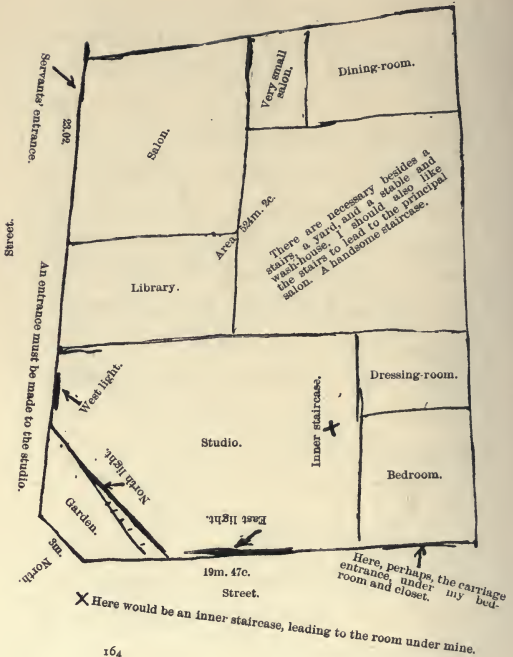 Servants' entrance.
23.02.
Street.
Salon.
Very small
salon.
Dining-room.
Area, 524m. 2c.
There are necessary besides a
stairs, a yard, and a stable and
wash-house. I should also like
the stairs to lead to the principal
salon. A handsome staircase.
Library.
An entrance must be made to the studio.
West light.
Studio.
Inner staircase.
Dressing-room.
Bedroom.
North light.
Garden.
East light.
3m.
North.
19m. 47c.
Street.
Here, perhaps, the carriage
entrance, under my bed-
room and closet.
X Here would be an inner staircase, leading to the room under mine.
164